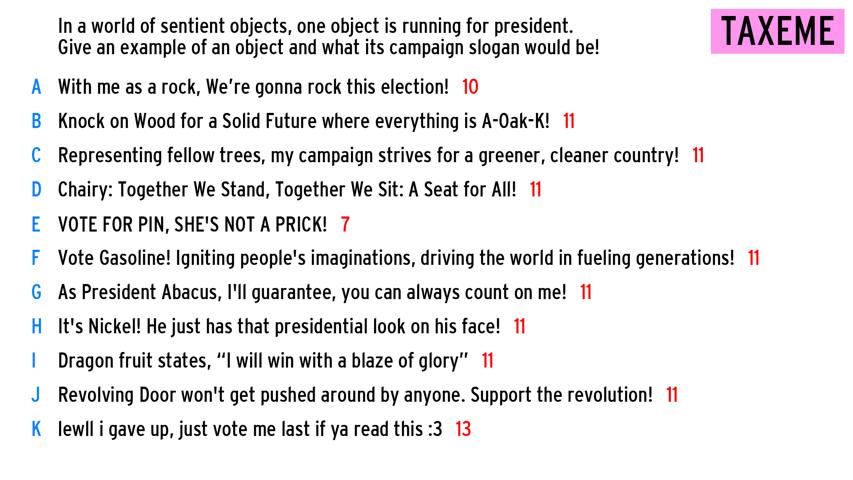 In a world of sentient objects, one object is running for president.
Give an example of an object and what its campaign slogan would be!
TAXEME
A With me as a rock, We’re gonna rock this election! 10
B Knock on Wood for a Solid Future where everything is A-Oak-K! 11
C Representing fellow trees, my campaign strives for a greener, cleaner country! 11
D Chairy: Together We Stand, Together We Sit: A Seat for All! 11
E VOTE FOR PIN, SHE'S NOT A PRICK! 7
F Vote Gasoline! Igniting people's imaginations, driving the world in fueling generations! 11
G As President Abacus, I'll guarantee, you can always count on me! 11
H It's Nickel! He just has that presidential look on his face! 11
I Dragon fruit states, “I will win with a blaze of glory” 11
J Revolving Door won't get pushed around by anyone. Support the revolution! 11
K lewll i gave up, just vote me last if ya read this :3 13